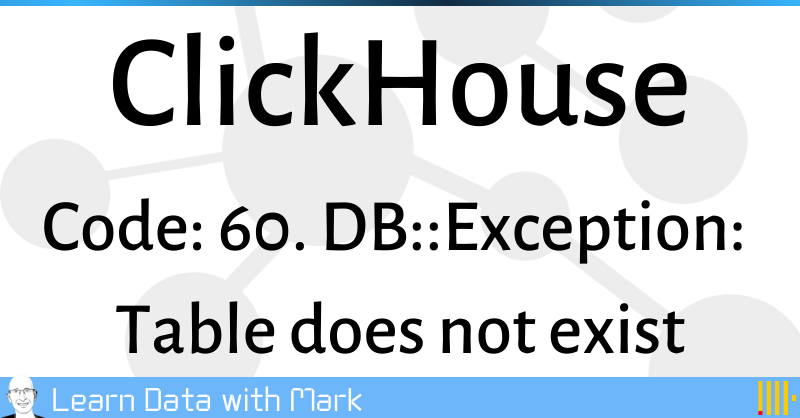 ClickHouse
Code: 60. DB::Exception:
Table does not exist
Learn Data with Mark